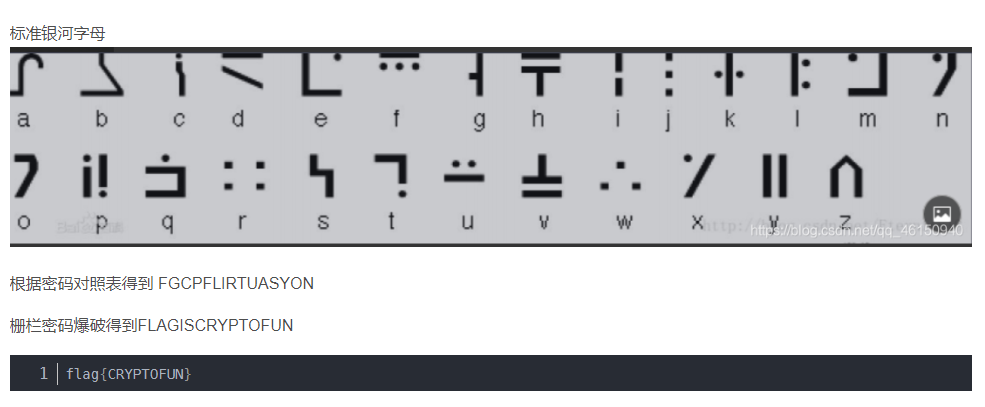 标准银河字母
a b c d e f g h i j k l m n
o p q r s t u v w x y z
https://blog.csdn.net/qq_46150940
根据密码对照表得到 FGCPFLIRTUASYON
栅栏密码爆破得到FLAGISCRYPTOFUN
1 flag{CRYPTOFUN}